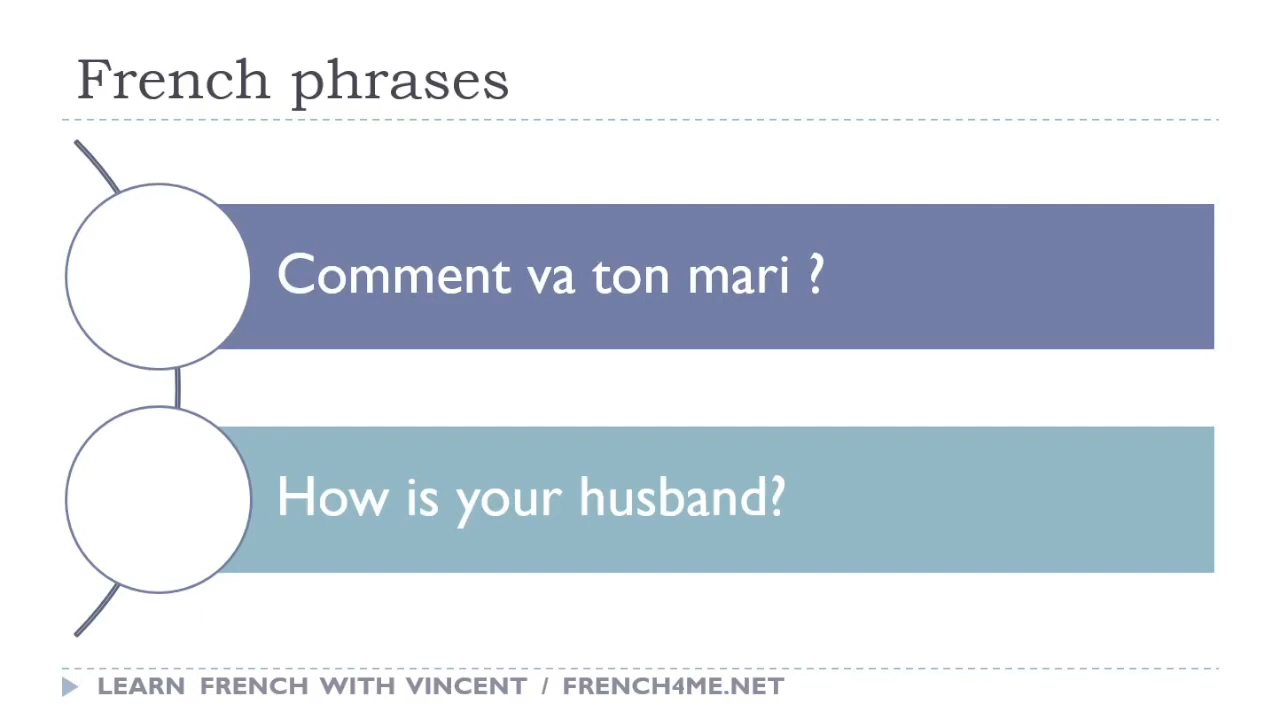 French phrases
Comment va ton mari ?
How is your husband?
LEARN FRENCH WITH VINCENT / FRENCH4ME.NET